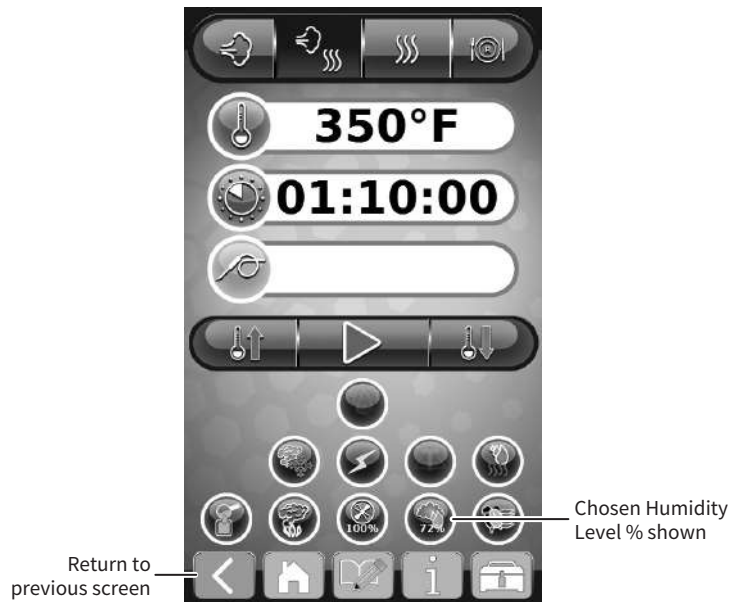 R
350°F
01:10:00
100%
72%
Chosen Humidity
Level % shown
Return to
previous screen
i